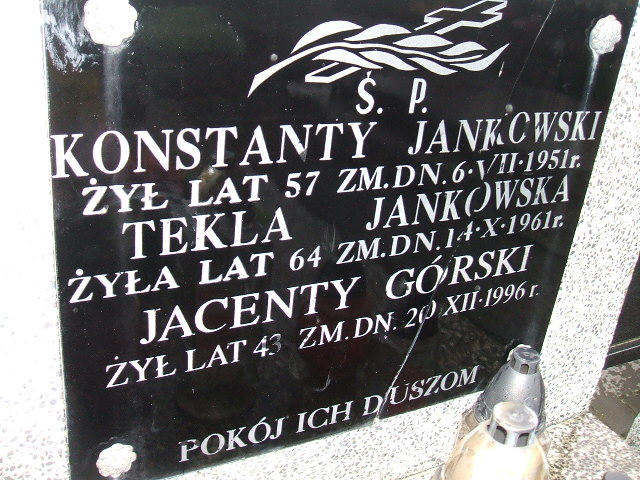 Ś. P.
KONSTANTY JANKOWSKI
ŻYŁ LAT 57 ZM. DN. 6·VII·1951r.
TEKLA JANKOWSKA
ŻYŁA LAT 64 ZM. DN. 14·X·1961r.
JACENTY GÓRSKI
ŻYŁ LAT 43 ZM. DN. 20 XII·1996r.
POKÓJ ICH DUSZOM